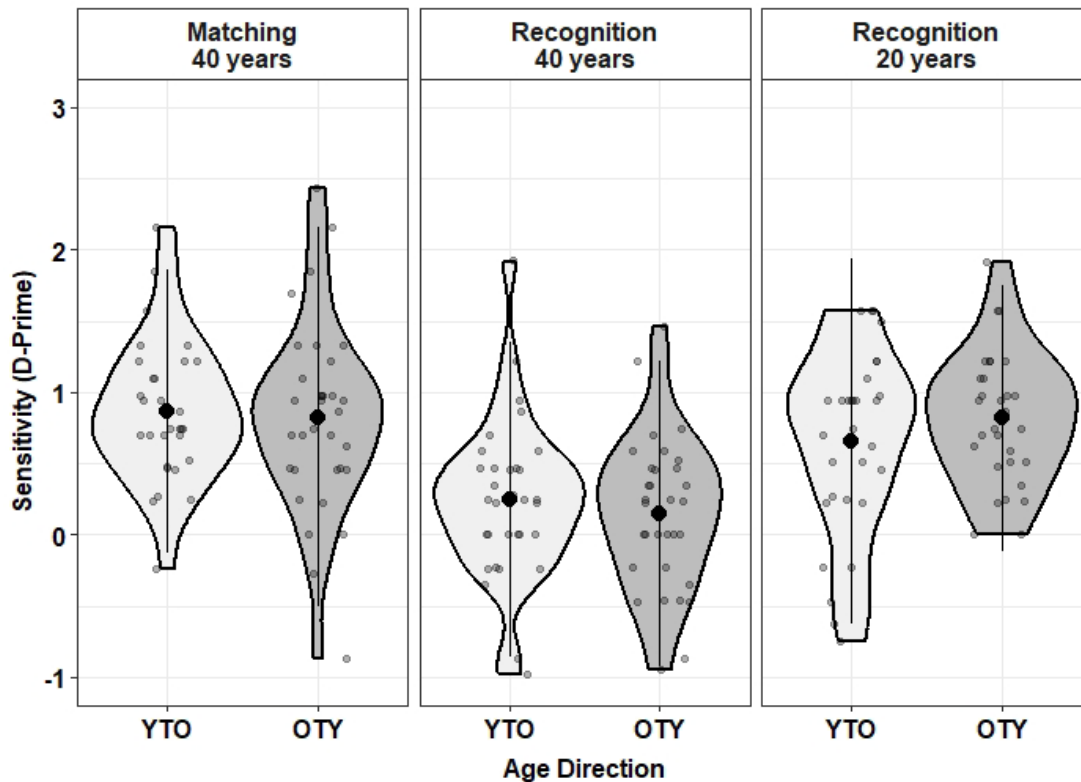 Matching
40 years
Recognition
40 years
Recognition
20 years
Sensitivity (D-Prime)
3
2
1
0
-1
YTO
OTY
YTO
OTY
YTO
OTY
Age Direction